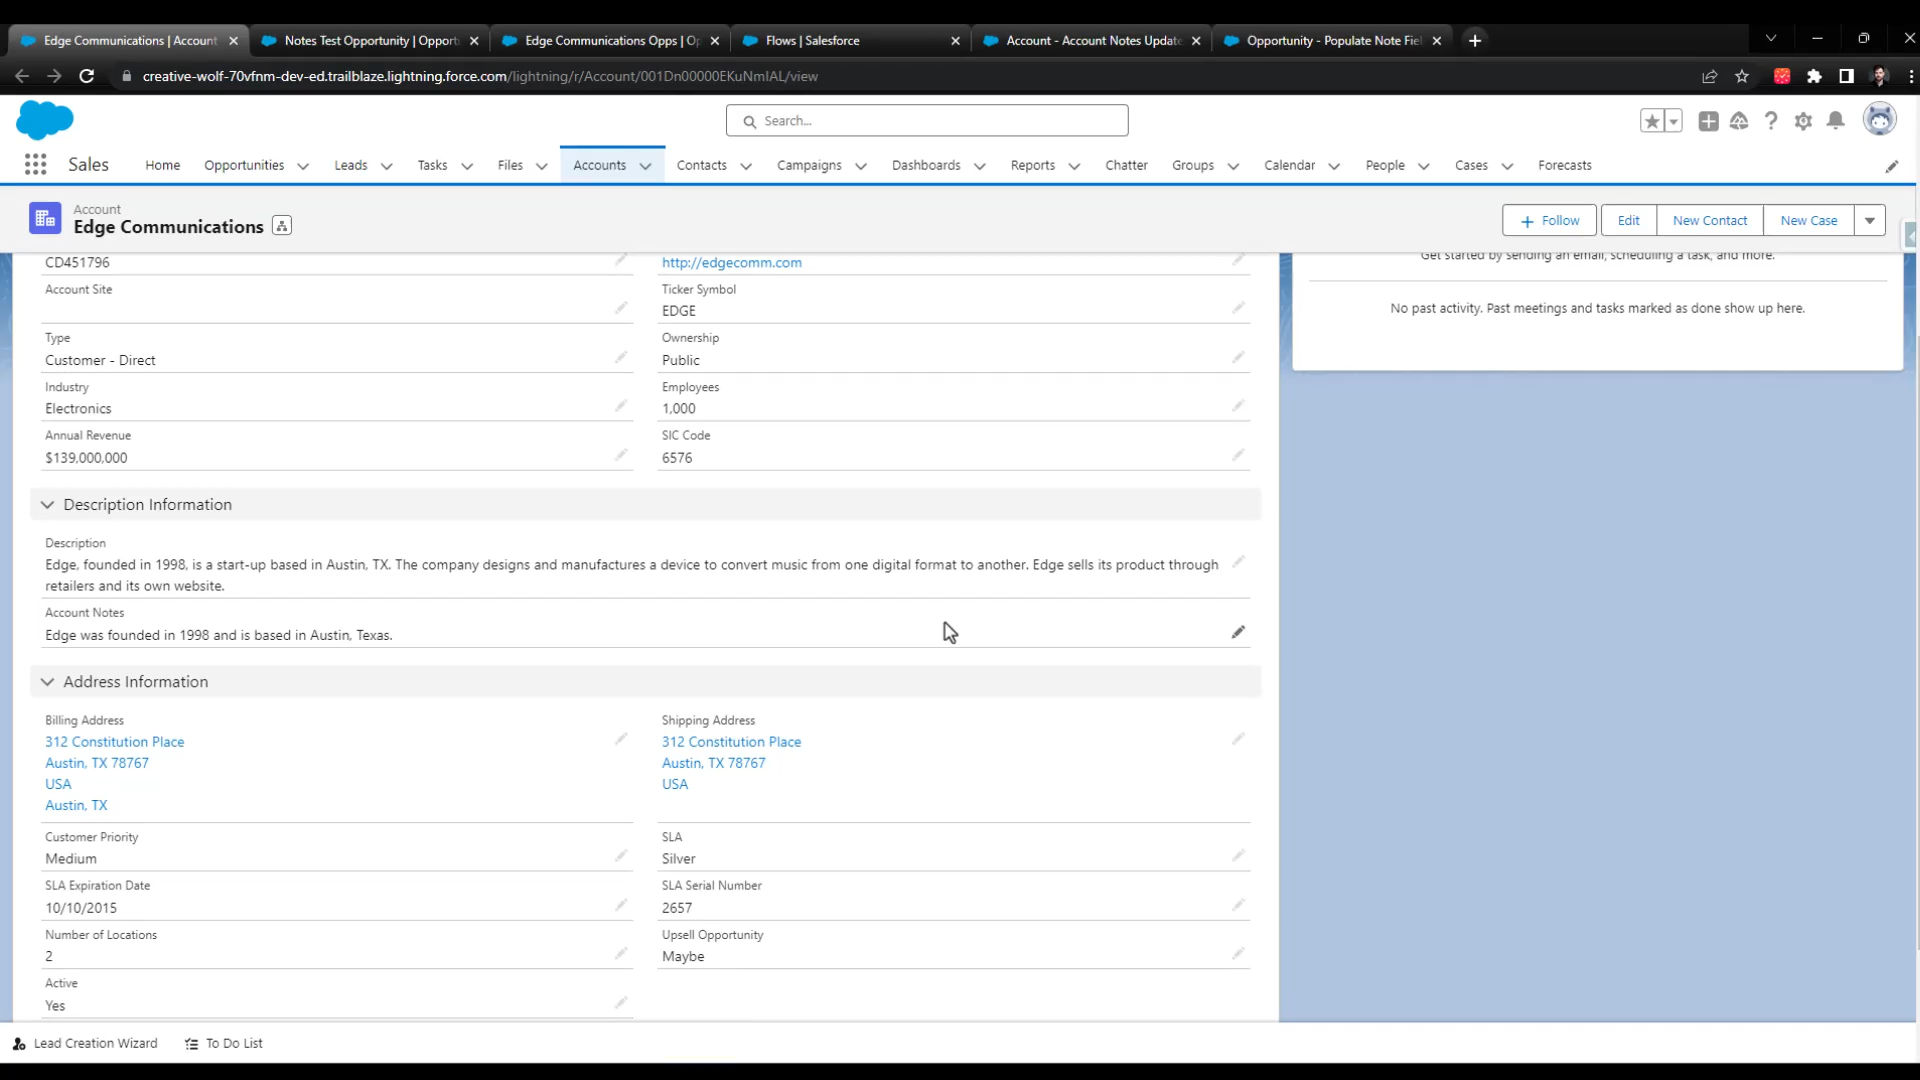 Edge Communications | Account
Notes Test Opportunity | Opport
Edge Communications Opps | Op
Flows | Salesforce
Account - Account Notes Update
Opportunity - Populate Note Fiel
creative-wolf-70vfnm-dev-ed.trailblaze.lightning.force.com/lightning/r/Account/001Dn00000EKuNmIAL/view
Search...
Sales
Home
Opportunities
Leads
Tasks
Files
Accounts
Contacts
Campaigns
Dashboards
Reports
Chatter
Groups
Calendar
People
Cases
Forecasts
Account
Edge Communications
Follow
Edit
New Contact
New Case
CD451796
http://edgecomm.com
Get started by sending an email, scheduling a task, and more.
No past activity. Past meetings and tasks marked as done show up here.
Account Site
Ticker Symbol
EDGE
Type
Customer - Direct
Ownership
Public
Industry
Electronics
Employees
1,000
Annual Revenue
$139,000,000
SIC Code
6576
Description Information
Description
Edge, founded in 1998, is a start-up based in Austin, TX. The company designs and manufactures a device to convert music from one digital format to another. Edge sells its product through
retailers and its own website.
Account Notes
Edge was founded in 1998 and is based in Austin, Texas.
Address Information
Billing Address
312 Constitution Place
Austin, TX 78767
USA
Austin, TX
Shipping Address
312 Constitution Place
Austin, TX 78767
USA
Customer Priority
Medium
SLA
Silver
SLA Expiration Date
10/10/2015
SLA Serial Number
2657
Number of Locations
2
Upsell Opportunity
Maybe
Active
Yes
Lead Creation Wizard
To Do List